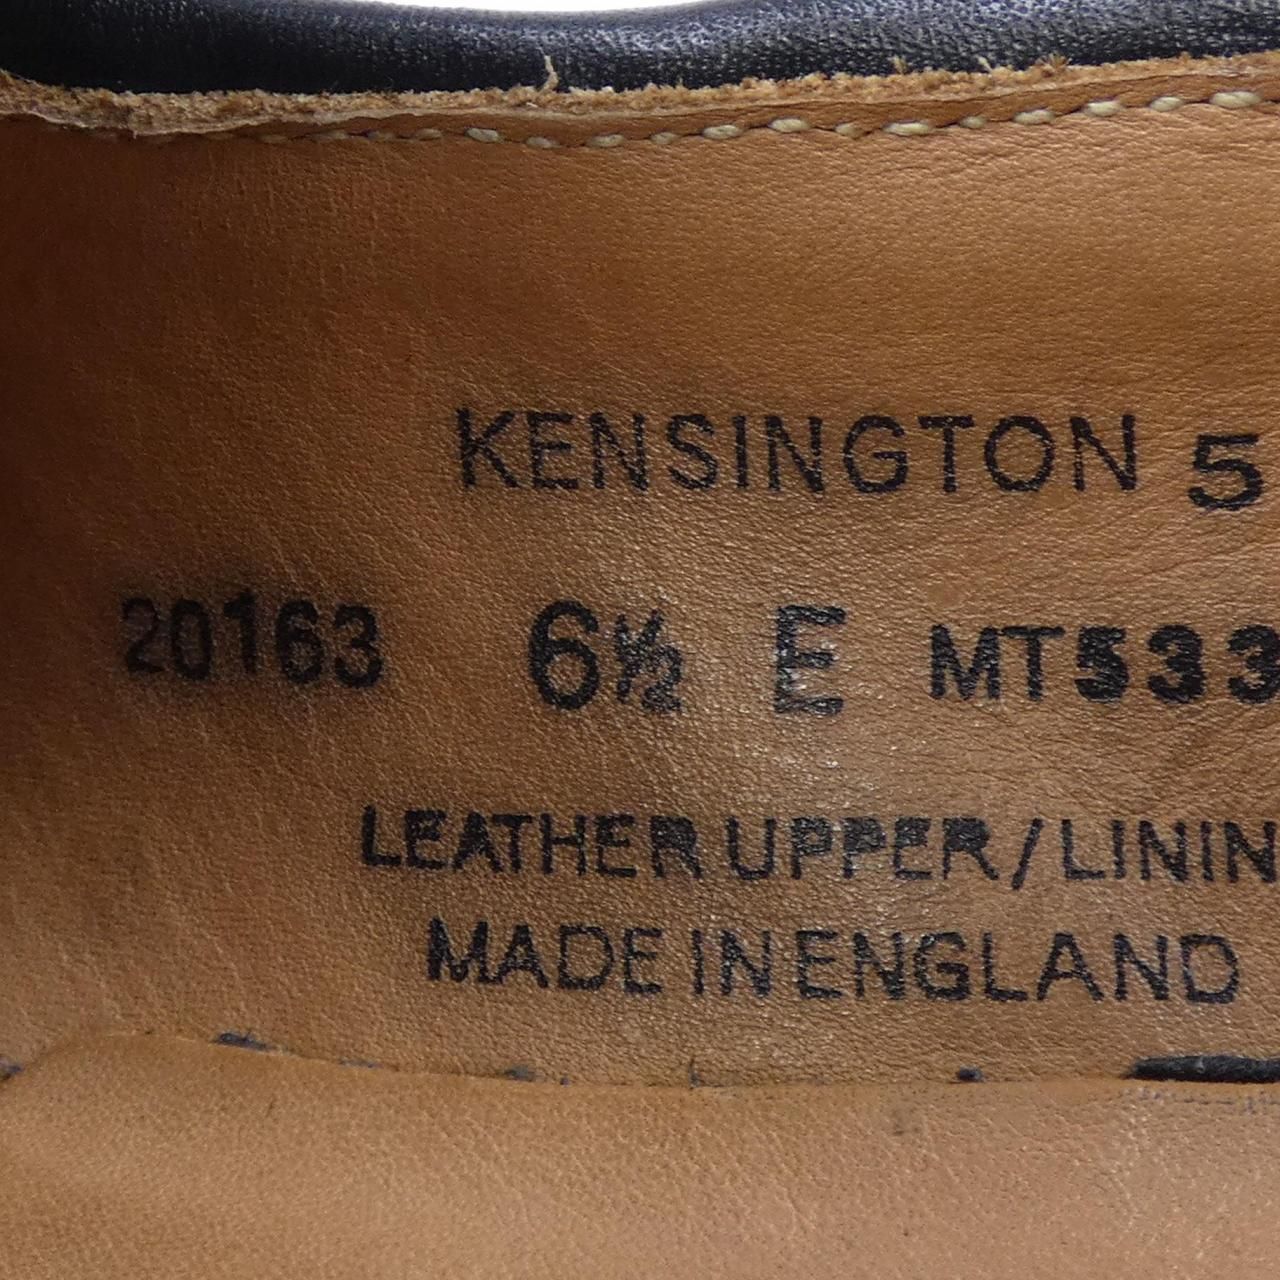 KENSINGTON 5
20163 6½ E MT533
LEATHER UPPER/LININ
MADE IN ENGLAND